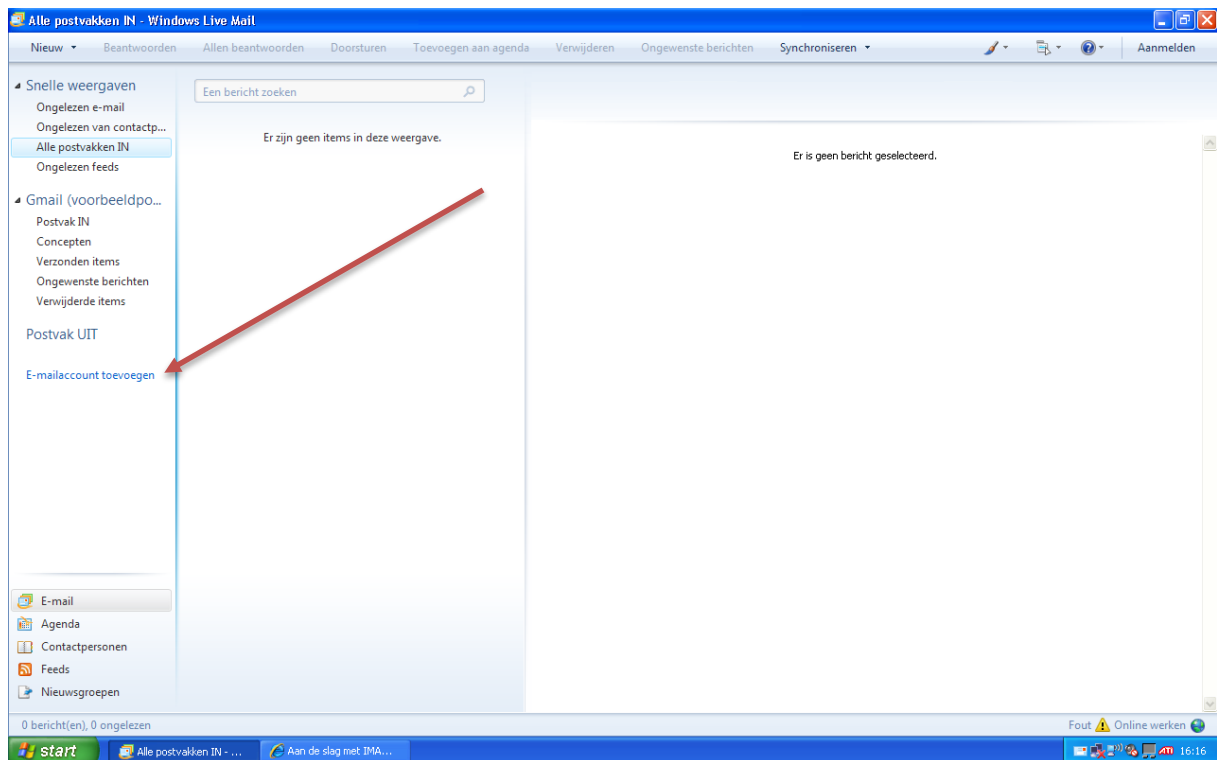 Alle postvakken IN - Windows Live Mail
Nieuw Beantwoorden Allen beantwoorden Doorsturen Toevoegen aan agenda Verwijderen Ongewenste berichten Synchroniseren Aanmelden
Snelle weergaven
Ongelezen e-mail
Ongelezen van contactp...
Alle postvakken IN
Ongelezen feeds
Gmail (voorbeeldpo...
Postvak IN
Concepten
Verzonden items
Ongewenste berichten
Verwijderde items
Postvak UIT
E-mailaccount toevoegen
Een bericht zoeken
Er zijn geen items in deze weergave.
Er is geen bericht geselecteerd.
E-mail
Agenda
Contactpersonen
Feeds
Nieuwsgroepen
0 bericht(en), 0 ongelezen
Fout Online werken
start Alle postvakken IN - ... Aan de slag met IMA... ATI 16:16